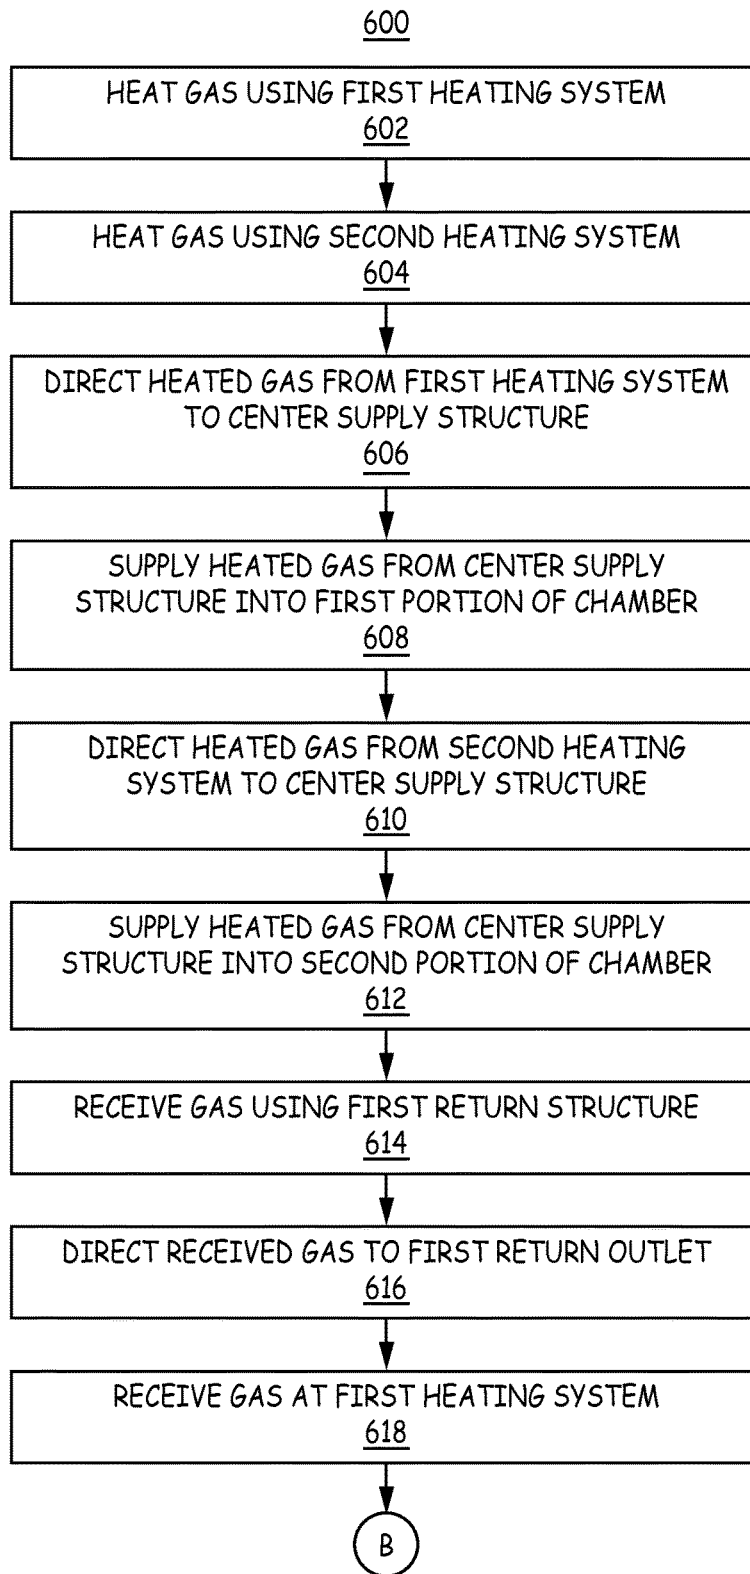 600
HEAT GAS USING FIRST HEATING SYSTEM
602
HEAT GAS USING SECOND HEATING SYSTEM
604
DIRECT HEATED GAS FROM FIRST HEATING SYSTEM
TO CENTER SUPPLY STRUCTURE
606
SUPPLY HEATED GAS FROM CENTER SUPPLY
STRUCTURE INTO FIRST PORTION OF CHAMBER
608
DIRECT HEATED GAS FROM SECOND HEATING
SYSTEM TO CENTER SUPPLY STRUCTURE
610
SUPPLY HEATED GAS FROM CENTER SUPPLY
STRUCTURE INTO SECOND PORTION OF CHAMBER
612
RECEIVE GAS USING FIRST RETURN STRUCTURE
614
DIRECT RECEIVED GAS TO FIRST RETURN OUTLET
616
RECEIVE GAS AT FIRST HEATING SYSTEM
618
B